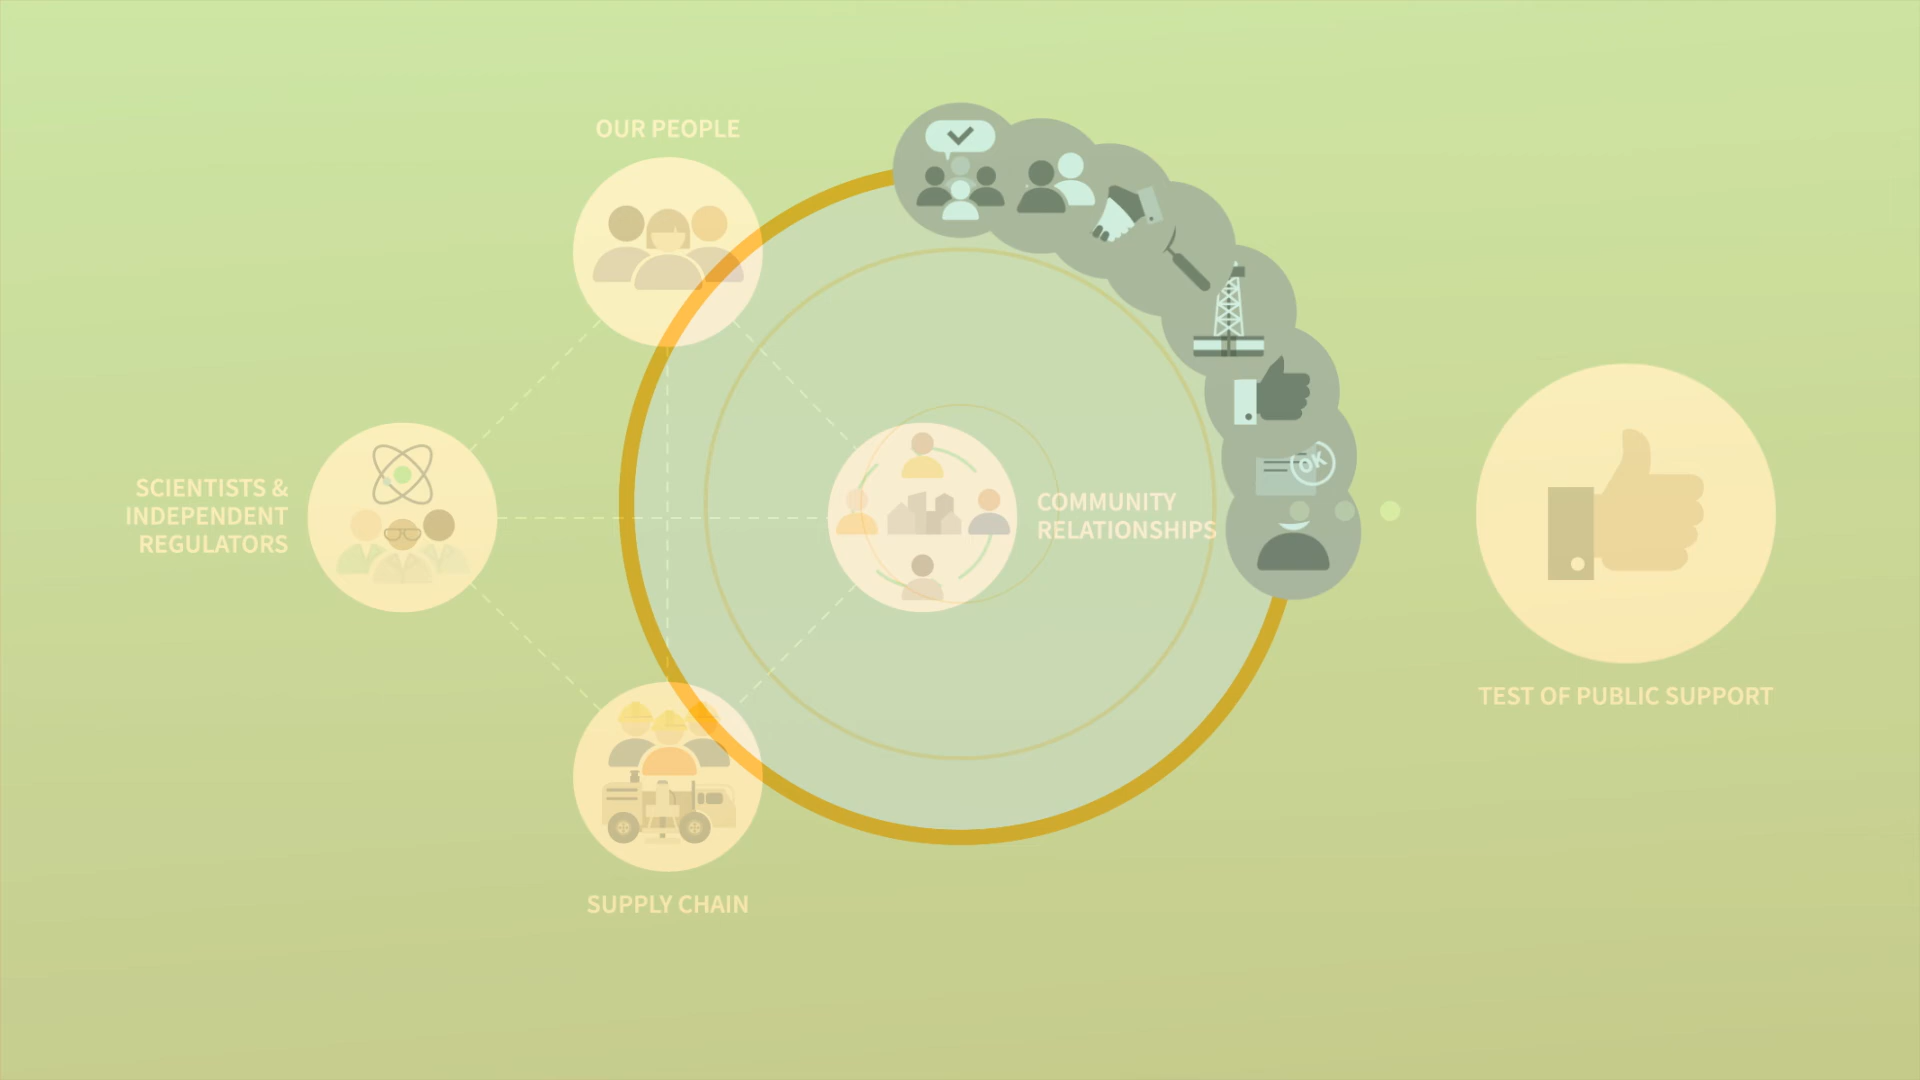 OUR PEOPLE
SCIENTISTS &
INDEPENDENT
REGULATORS
COMMUNITY
RELATIONSHIPS
OK
TEST OF PUBLIC SUPPORT
SUPPLY CHAIN